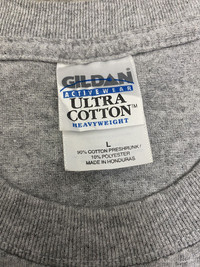 GILDAN
ACTIVEWEAR
ULTRA
COTTON™
HEAVYWEIGHT
L
90% COTTON PRESHRUNK/
10% POLYESTER
MADE IN HONDURAS